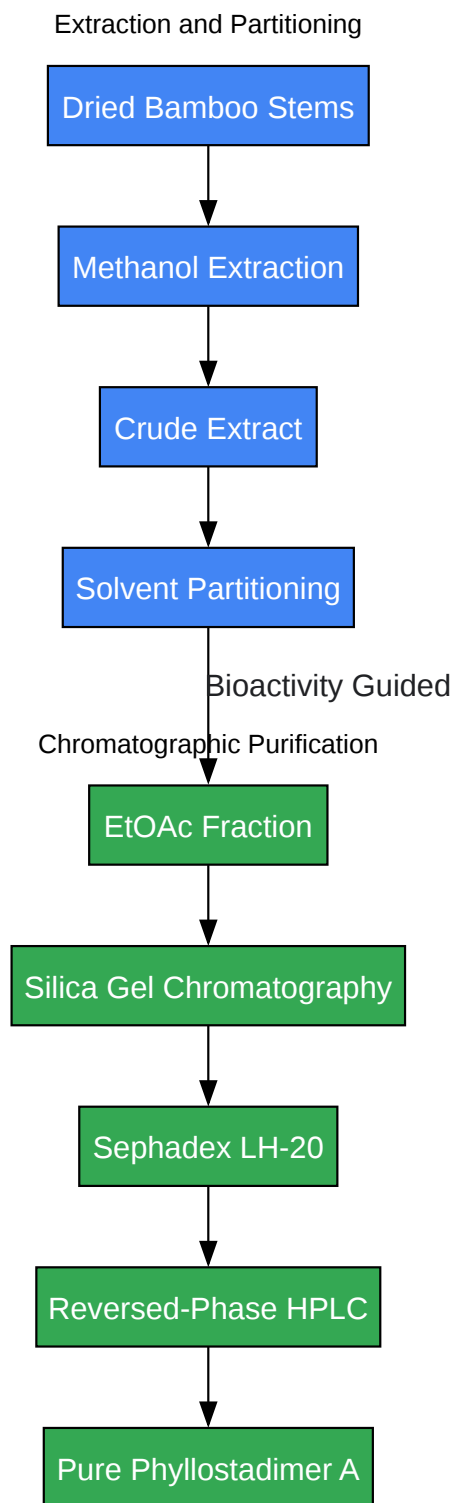 Extraction and Partitioning
Dried Bamboo Stems
Methanol Extraction
Crude Extract
Solvent Partitioning
Bioactivity Guided
Chromatographic Purification
EtOAc Fraction
Silica Gel Chromatography
Sephadex LH-20
Reversed-Phase HPLC
Pure Phyllostadimer A